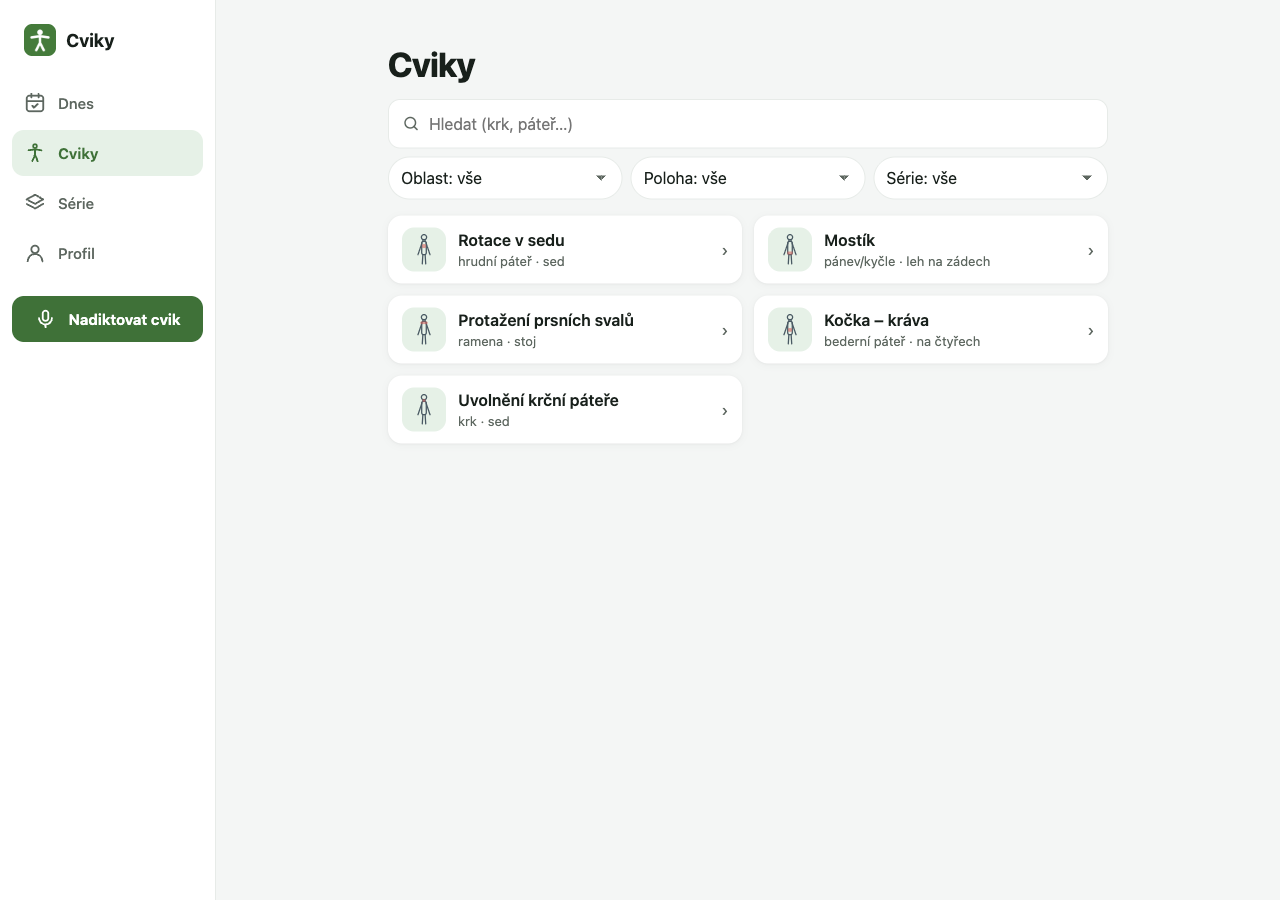 Cviky
Dnes
Cviky
Série
Profil
Nadiktovat cvik
Cviky
Hledat (krk, páteř...)
Oblast: vše
Poloha: vše
Série: vše
Rotace v sedu
hrudní páteř · sed
Mostík
pánev/kyčle · leh na zádech
Protažení prsních svalů
ramena · stoj
Kočka – kráva
bederní páteř · na čtyřech
Uvolnění krční páteře
krk · sed